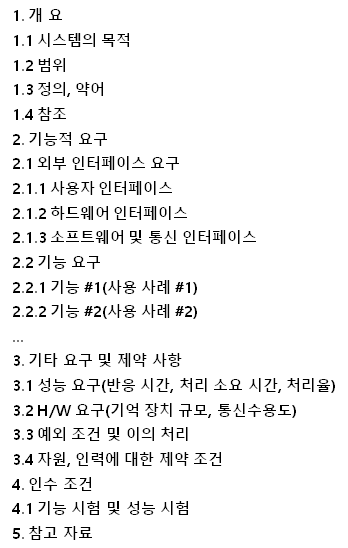 1. 개 요
1.1 시스템의 목적
1.2 범위
1.3 정의, 약어
1.4 참조
2. 기능적 요구
2.1 외부 인터페이스 요구
2.1.1 사용자 인터페이스
2.1.2 하드웨어 인터페이스
2.1.3 소프트웨어 및 통신 인터페이스
2.2 기능 요구
2.2.1 기능 #1(사용 사례 #1)
2.2.2 기능 #2(사용 사례 #2)
...
3. 기타 요구 및 제약 사항
3.1 성능 요구(반응 시간, 처리 소요 시간, 처리율)
3.2 H/W 요구(기억 장치 규모, 통신수용도)
3.3 예외 조건 및 이의 처리
3.4 자원, 인력에 대한 제약 조건
4. 인수 조건
4.1 기능 시험 및 성능 시험
5. 참고 자료